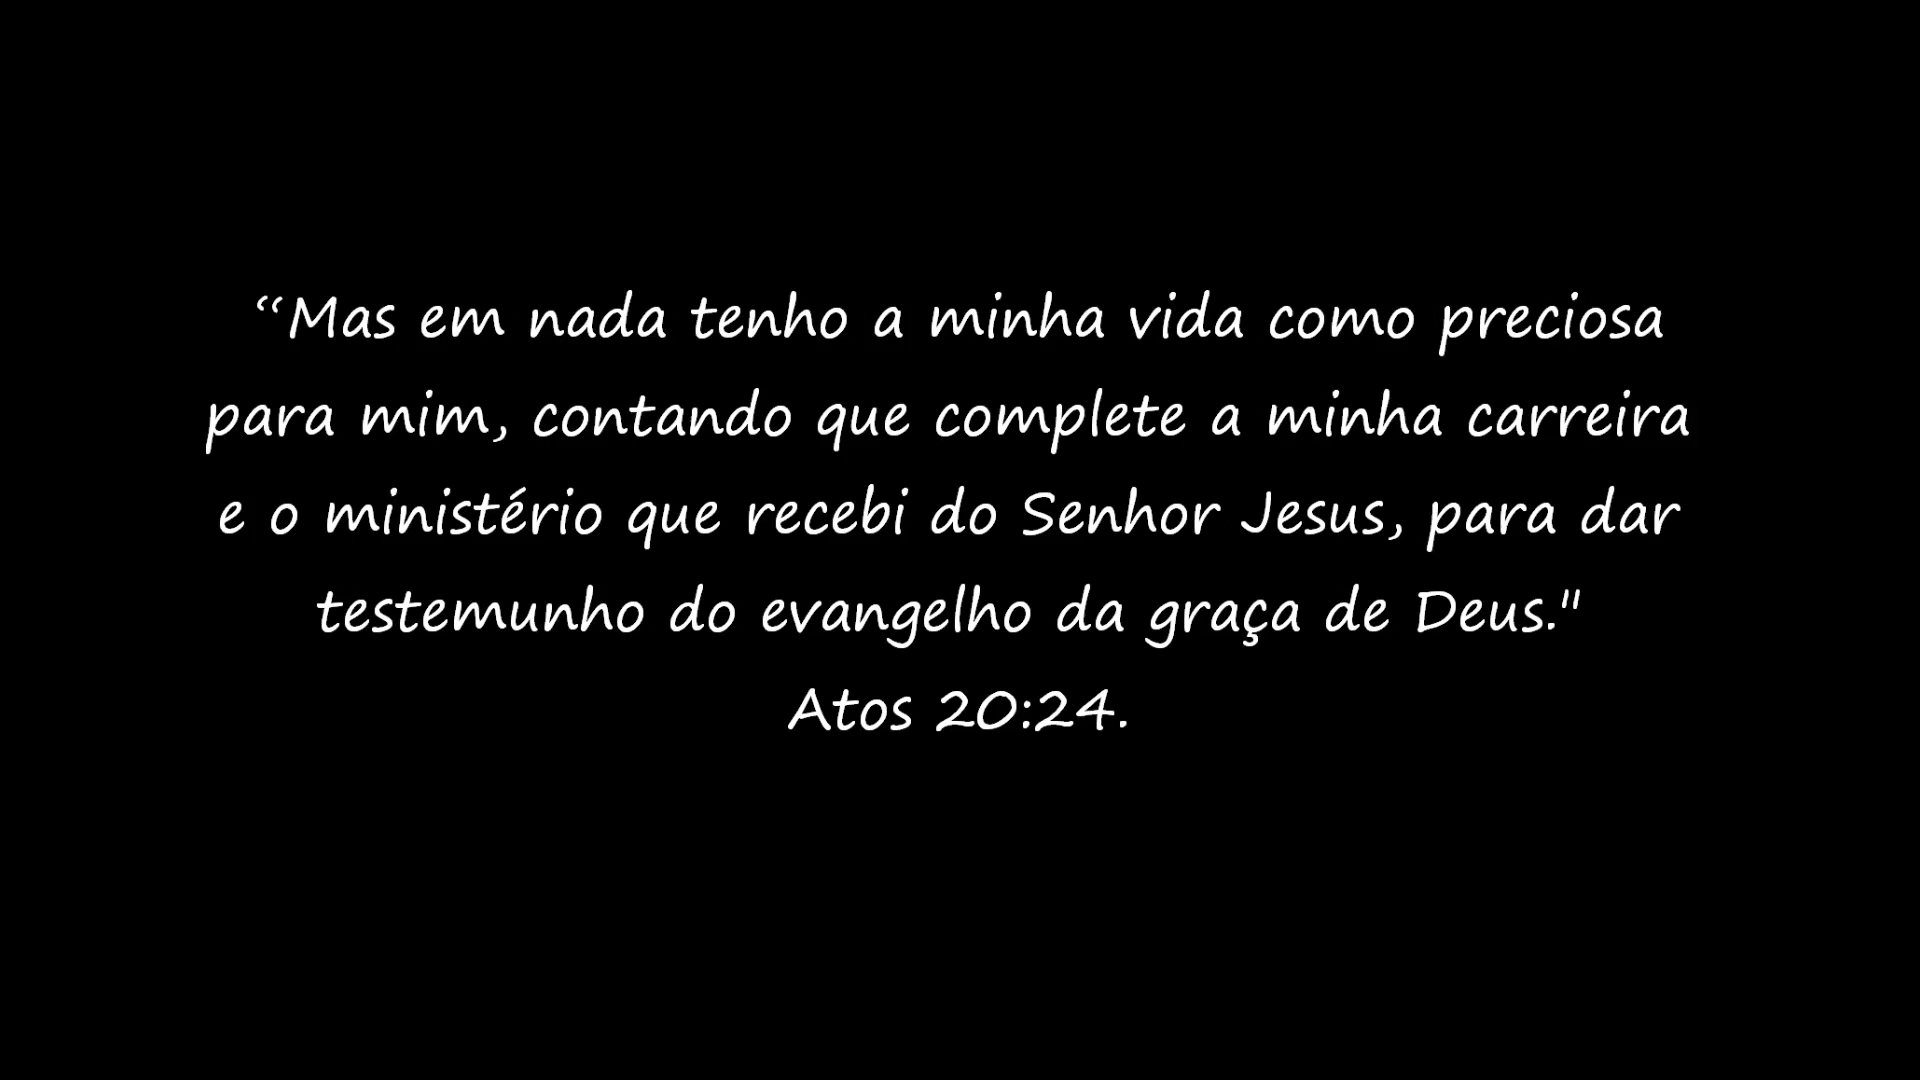 “Mas em nada tenho a minha vida como preciosa
para mim, contando que complete a minha carreira
e o ministério que recebi do Senhor Jesus, para dar
testemunho do evangelho da graça de Deus."
Atos 20:24.